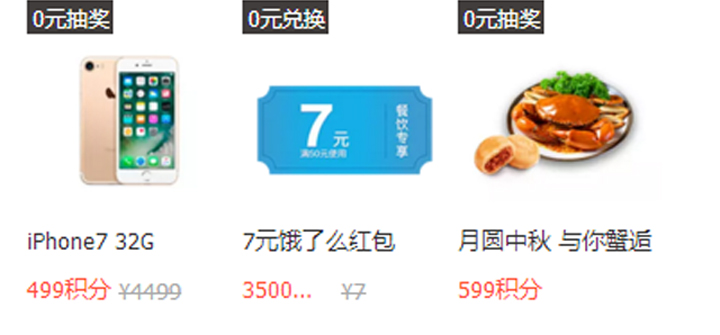 0元抽奖
0元兑换
0元抽奖
7元
满50元使用
餐饮专享
iPhone7 32G
7元饿了么红包
月圆中秋 与你蟹逅
499积分 ¥4499
3500... ¥7
599积分